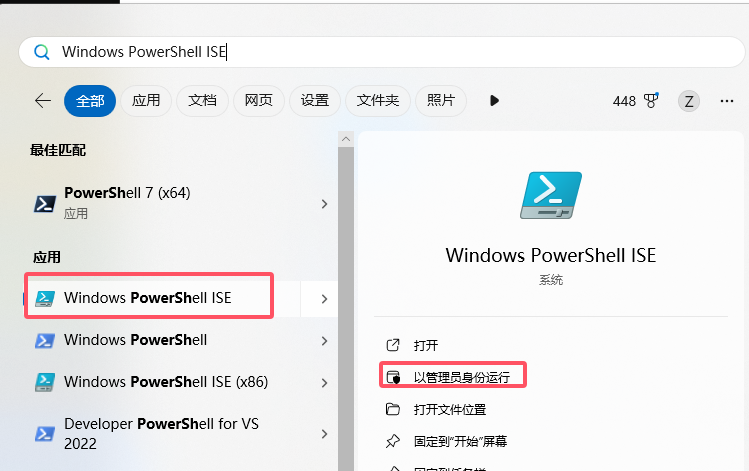 Windows PowerShell ISE
全部 应用 文档 网页 设置 文件夹 照片 448 Z
最佳匹配
PowerShell 7 (x64)
应用
应用
Windows PowerShell ISE
Windows PowerShell
Windows PowerShell ISE (x86)
Developer PowerShell for VS
2022
Windows PowerShell ISE
系统
打开
以管理员身份运行
打开文件位置
固定到“开始”屏幕